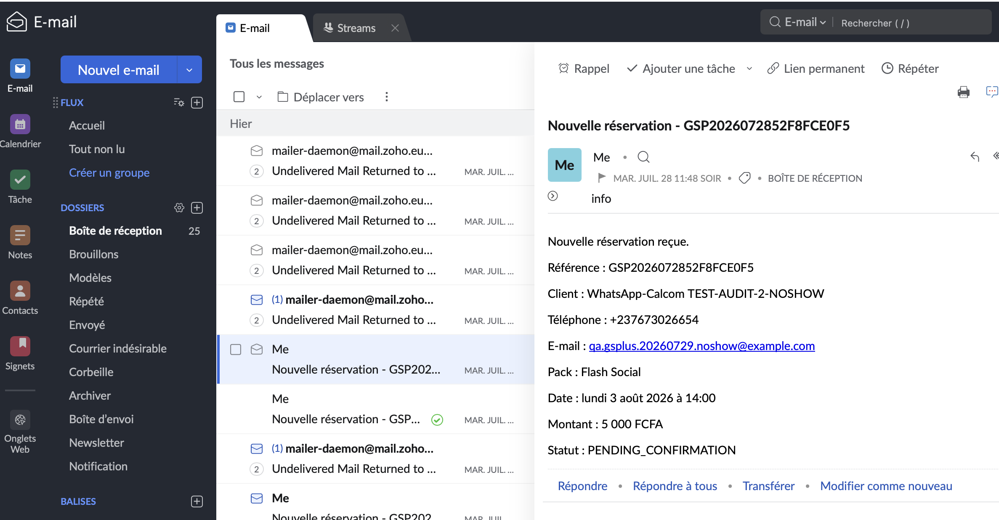 E-mail
E-mail
Streams
E-mail
Rechercher ( / )
E-mail
Calendrier
Tâche
Notes
Contacts
Signets
Onglets
Web
Nouvel e-mail
FLUX
Accueil
Tout non lu
Créer un groupe
DOSSIERS
Boîte de réception 25
Brouillons
Modèles
Répété
Envoyé
Courrier indésirable
Corbeille
Archiver
Boîte d’envoi
Newsletter
Notification
BALISES
Tous les messages
Déplacer vers
Hier
mailer-daemon@mail.zoho.eu...
2 Undelivered Mail Returned to ... MAR. JUIL. ...
mailer-daemon@mail.zoho.eu...
2 Undelivered Mail Returned to ... MAR. JUIL. ...
mailer-daemon@mail.zoho.eu...
2 Undelivered Mail Returned to ... MAR. JUIL. ...
(1) mailer-daemon@mail.zoho...
2 Undelivered Mail Returned to ... MAR. JUIL. ...
Me
Nouvelle réservation - GSP202... MAR. JUIL. ...
Me
Nouvelle réservation - GSP... MAR. JUIL. ...
(1) mailer-daemon@mail.zoho...
2 Undelivered Mail Returned to ... MAR. JUIL. ...
Me
Nouvelle réservation - GSP202 MAR. JUIL.
Rappel
Ajouter une tâche
Lien permanent
Répéter
Nouvelle réservation - GSP2026072852F8FCE0F5
Me
Me
MAR. JUIL. 28 11:48 SOIR • BOÎTE DE RÉCEPTION
info
Nouvelle réservation reçue.
Référence : GSP2026072852F8FCE0F5
Client : WhatsApp-Calcom TEST-AUDIT-2-NOSHOW
Téléphone : +237673026654
E-mail : qa.gsplus.20260729.noshow@example.com
Pack : Flash Social
Date : lundi 3 août 2026 à 14:00
Montant : 5 000 FCFA
Statut : PENDING_CONFIRMATION
Répondre • Répondre à tous • Transférer • Modifier comme nouveau